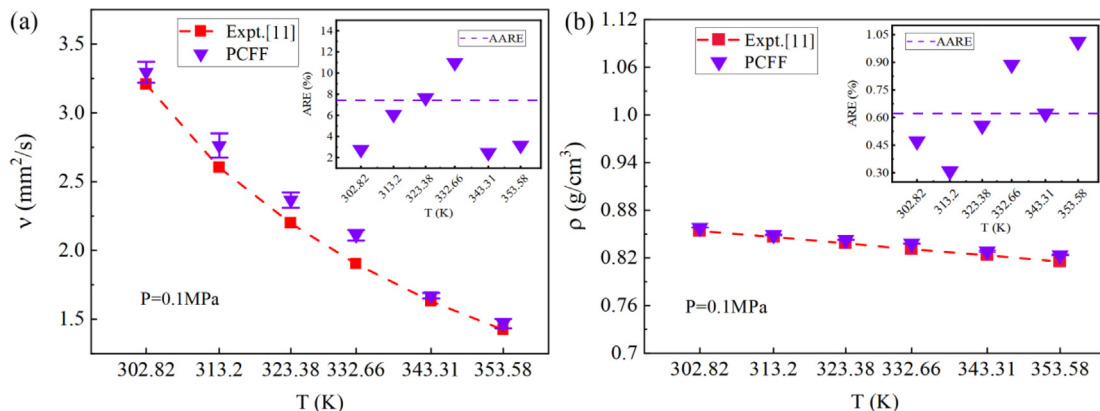 (a)
Expt.[11]
PCFF
ν (mm²/s)
3.5
3.0
2.5
2.0
1.5
P=0.1MPa
302.82 313.2 323.38 332.66 343.31 353.58
T (K)
ARE (%)
14
12
10
8
6
4
2
AARE
302.82 313.2 323.38 332.66 343.31 353.58
T (K)
(b)
Expt.[11]
PCFF
ρ (g/cm³)
1.12
1.06
1.0
0.94
0.88
0.82
0.76
0.7
P=0.1MPa
302.82 313.2 323.38 332.66 343.31 353.58
T (K)
ARE (%)
1.05
0.90
0.75
0.60
0.45
0.30
AARE
302.82 313.2 323.38 332.66 343.31 353.58
T (K)